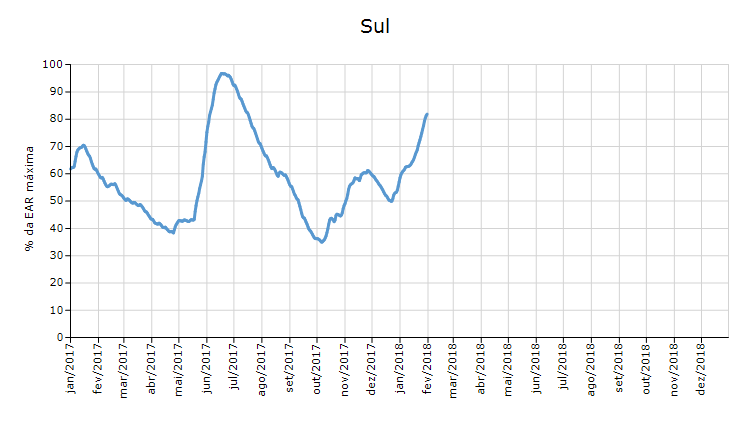 Sul
% da EAR máxima
100
90
80
70
60
50
40
30
20
10
0
jan/2017
fev/2017
mar/2017
abr/2017
mai/2017
jun/2017
jul/2017
ago/2017
set/2017
out/2017
nov/2017
dez/2017
jan/2018
fev/2018
mar/2018
abr/2018
mai/2018
jun/2018
jul/2018
ago/2018
set/2018
out/2018
nov/2018
dez/2018